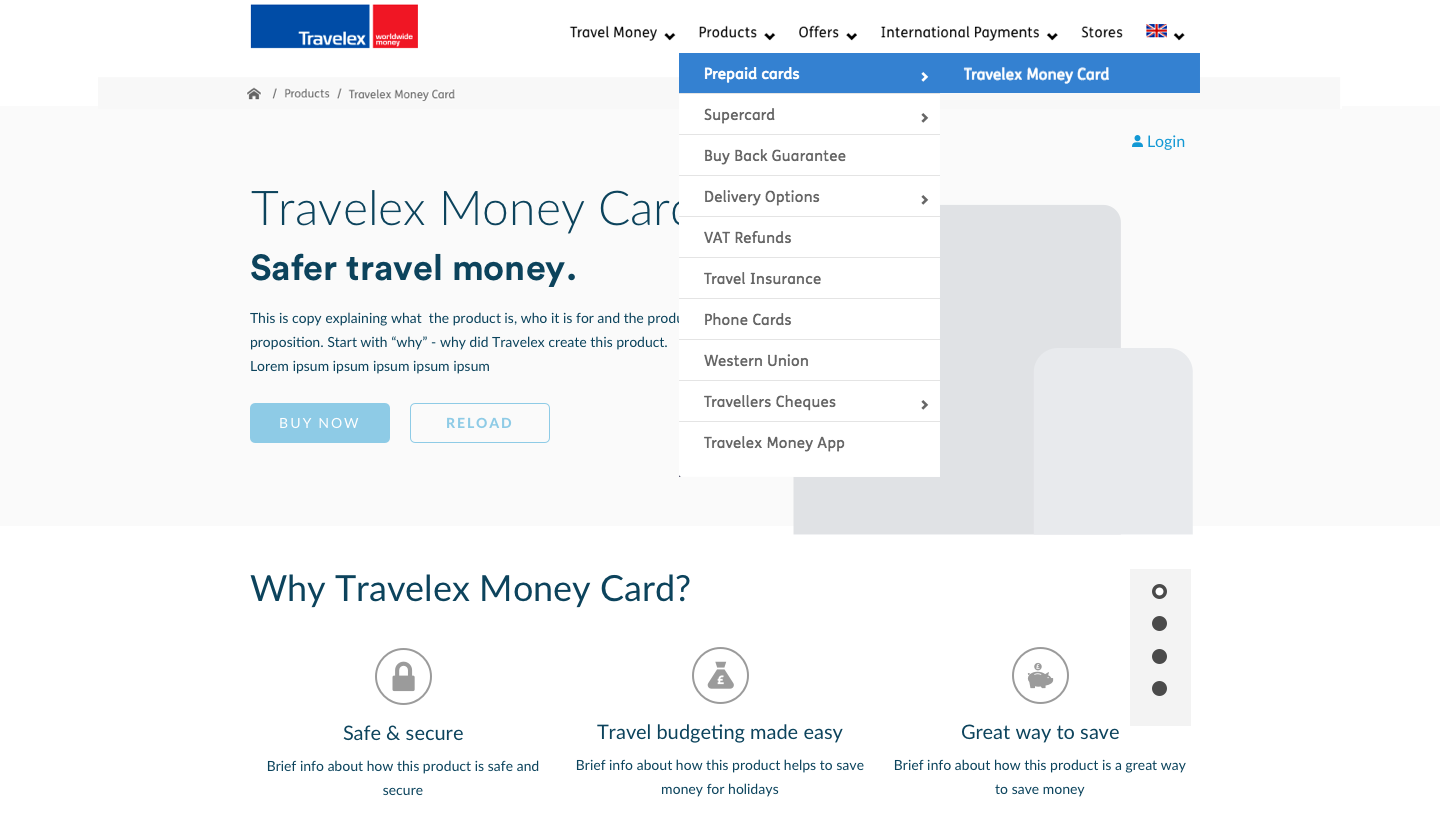 Travelex
worldwide
money
Travel Money
Products
Offers
International Payments
Stores
Prepaid cards
Travelex Money Card
/ Products / Travelex Money Card
Supercard
Buy Back Guarantee
Delivery Options
VAT Refunds
Travel Insurance
Phone Cards
Western Union
Travellers Cheques
Travelex Money App
Login
Travelex Money Card
Safer travel money.
This is copy explaining what the product is, who it is for and the produ
proposition. Start with “why” - why did Travelex create this product.
Lorem ipsum ipsum ipsum ipsum ipsum
BUY NOW
RELOAD
Why Travelex Money Card?
£
£
Safe & secure
Travel budgeting made easy
Great way to save
Brief info about how this product is safe and
secure
Brief info about how this product helps to save
money for holidays
Brief info about how this product is a great way
to save money